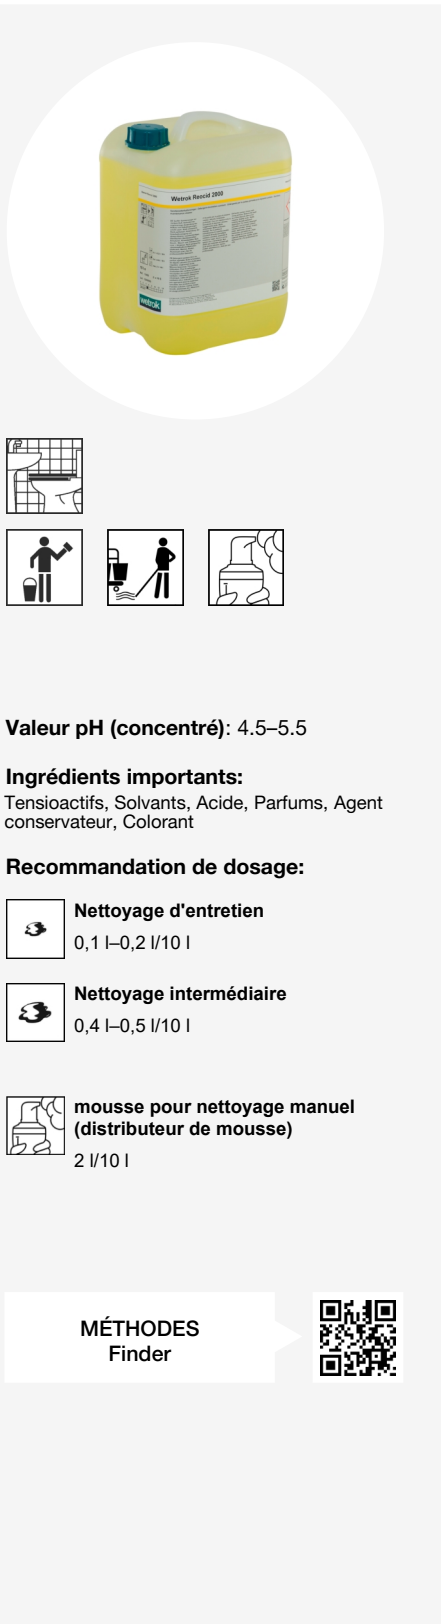 Wetrok Reocid 2000
wetrok
Valeur pH (concentré): 4.5–5.5
Ingrédients importants:
Tensioactifs, Solvants, Acide, Parfums, Agent
conservateur, Colorant
Recommandation de dosage:
Nettoyage d'entretien
0,1 l–0,2 l/10 l
Nettoyage intermédiaire
0,4 l–0,5 l/10 l
mousse pour nettoyage manuel
(distributeur de mousse)
2 l/10 l
MÉTHODES
Finder